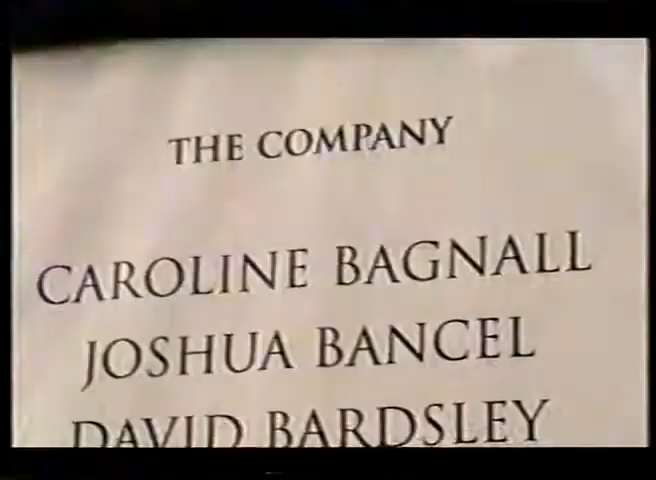 THE COMPANY
CAROLINE BAGNALL
JOSHUA BANCEL
DAVID BARDSLEY